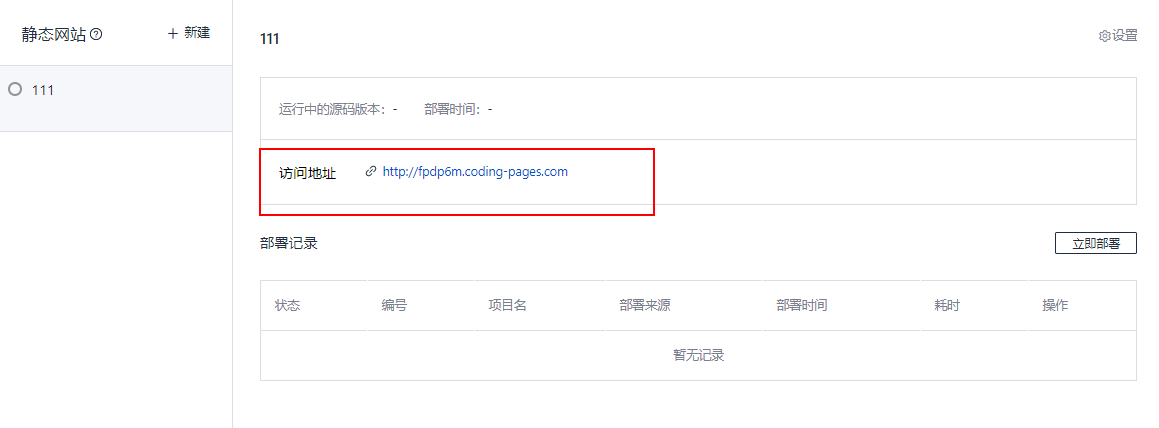 静态网站
+ 新建
111
111
设置
运行中的源码版本： -
部署时间： -
访问地址 http://fpdp6m.coding-pages.com
部署记录
立即部署
状态 编号 项目名 部署来源 部署时间 耗时 操作
暂无记录